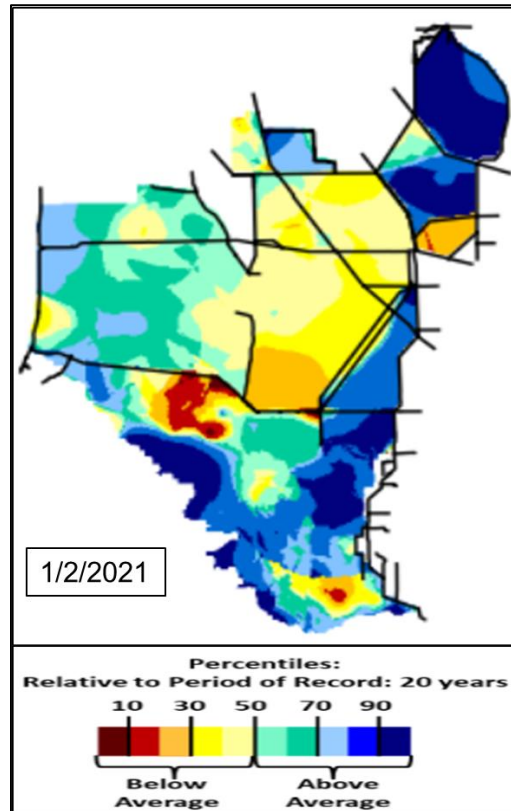 1/2/2021
Percentiles:
Relative to Period of Record: 20 years
10 30 50 70 90
Below Above
Average Average